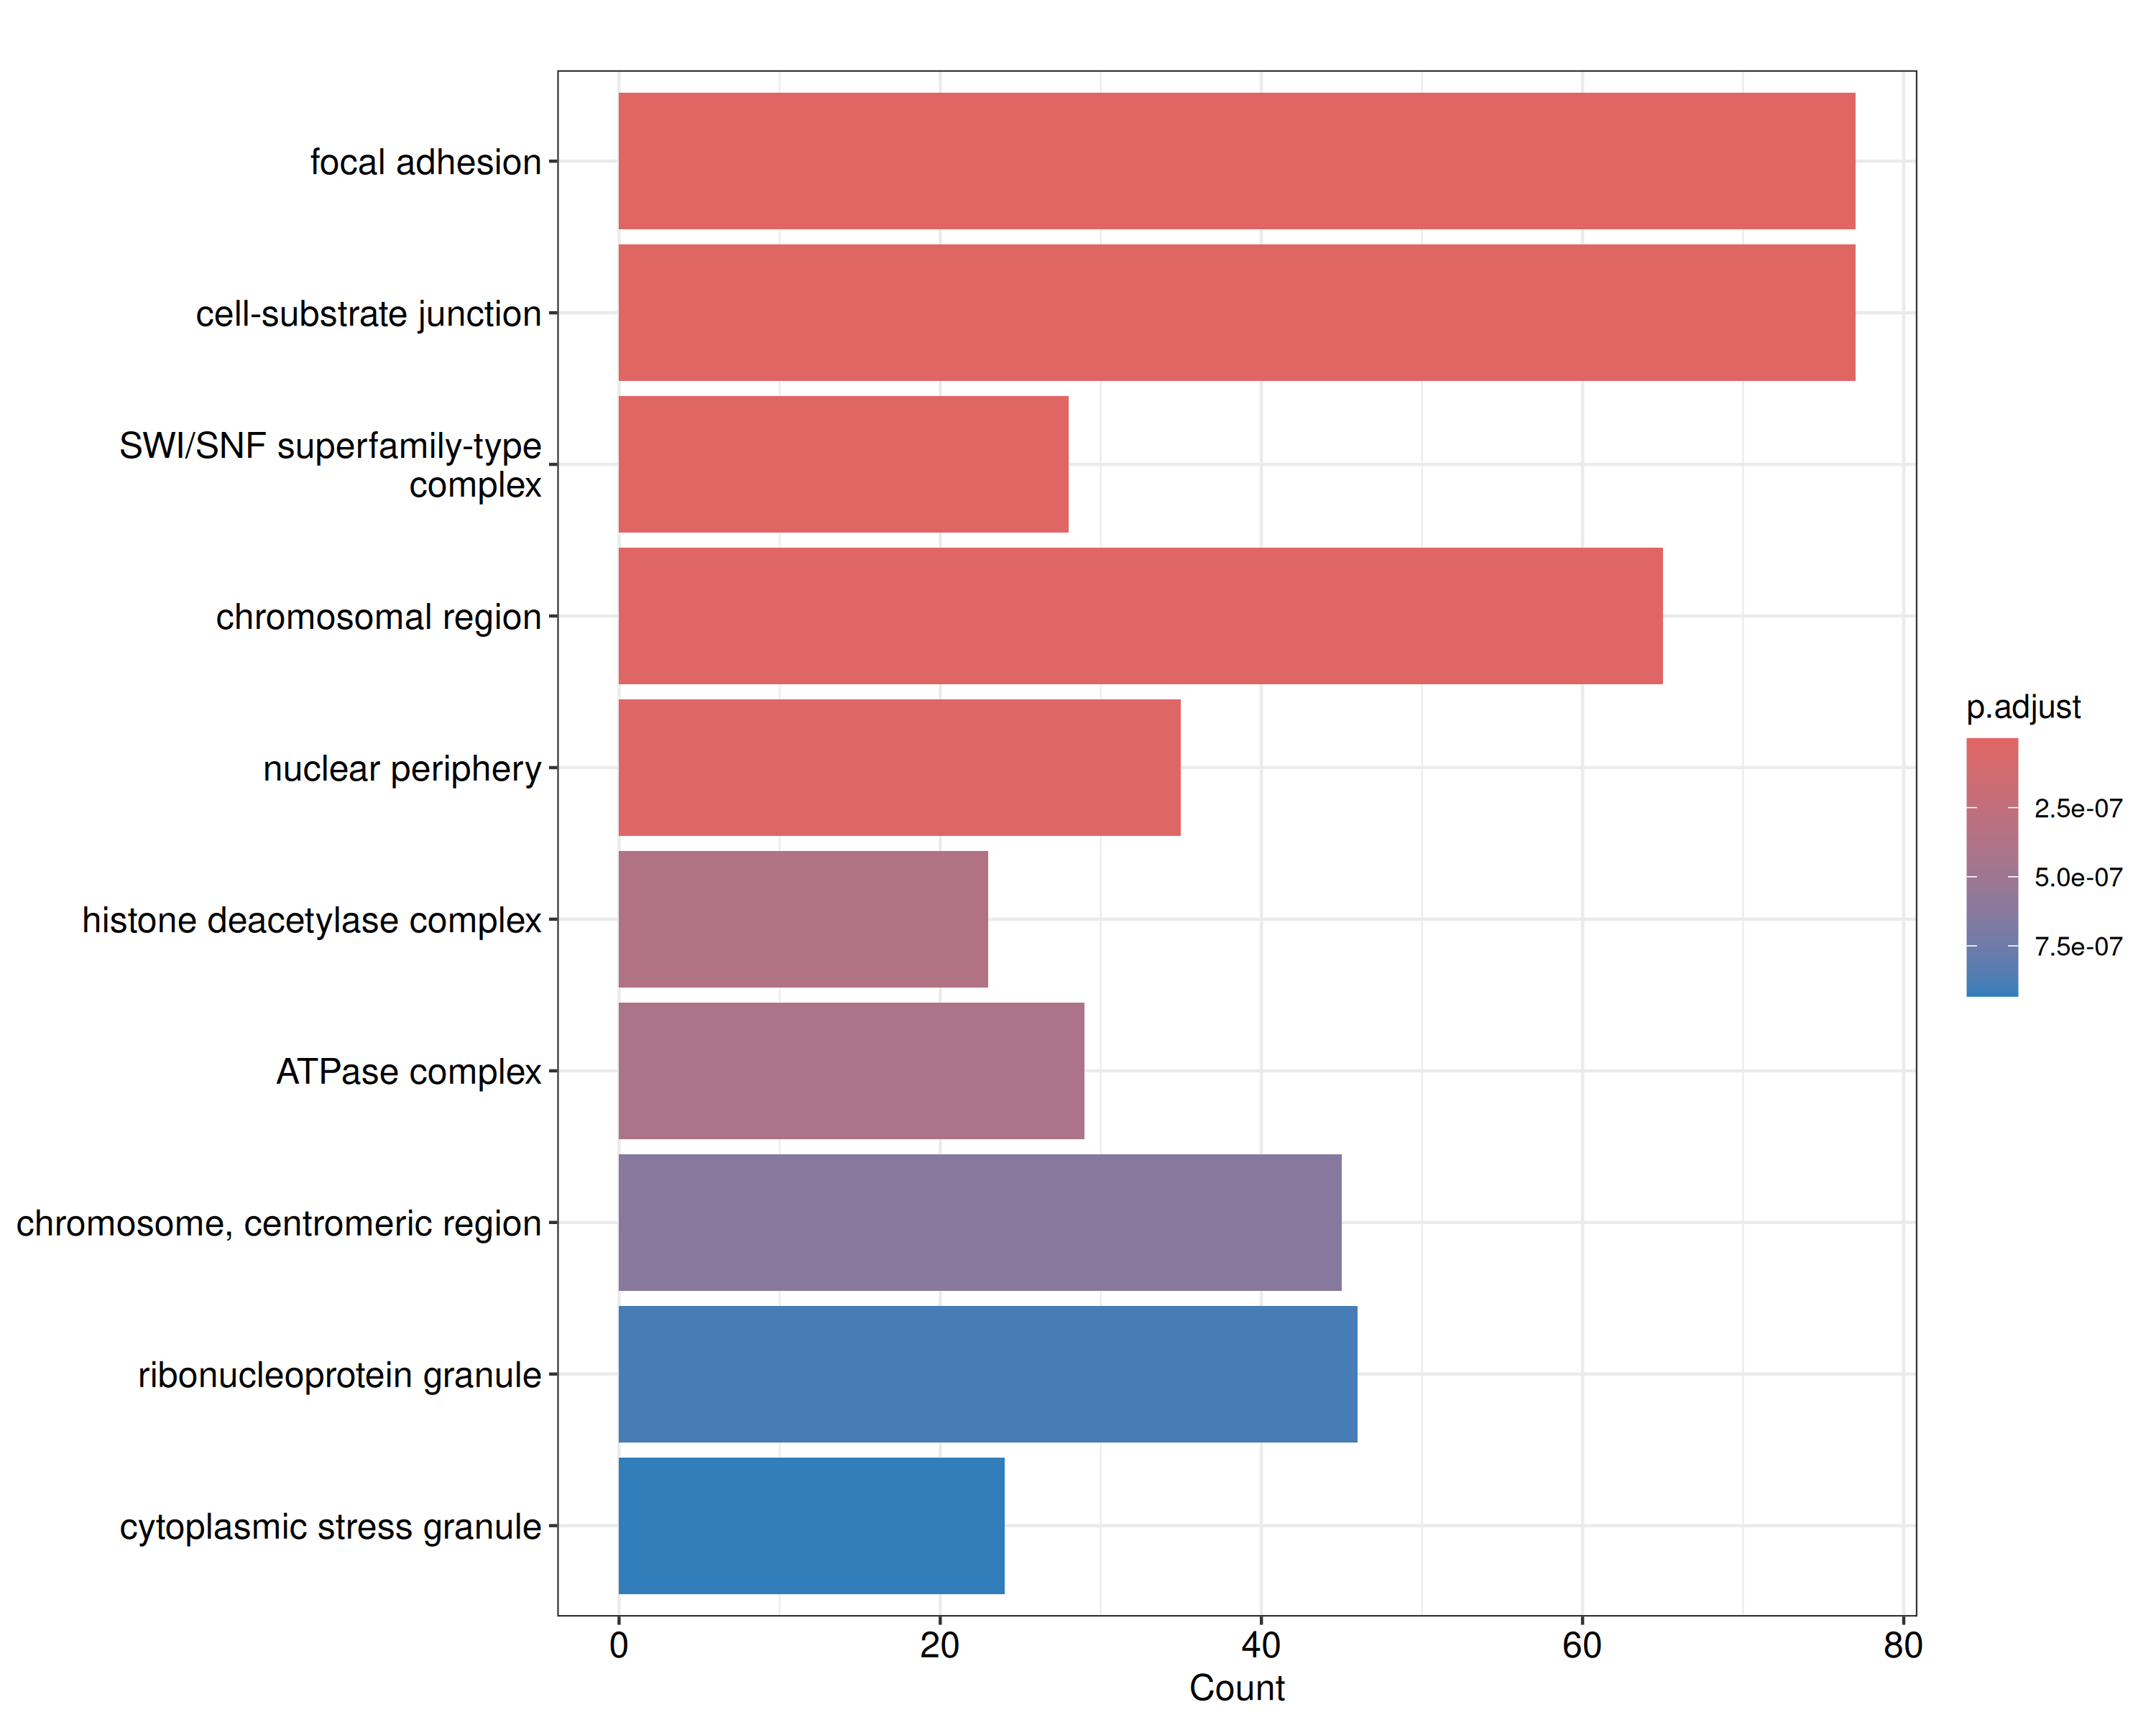 focal adhesion
cell-substrate junction
SWI/SNF superfamily-type
complex
chromosomal region
nuclear periphery
histone deacetylase complex
ATPase complex
chromosome, centromeric region
ribonucleoprotein granule
cytoplasmic stress granule
0 20 40 60 80
Count
p.adjust
2.5e-07
5.0e-07
7.5e-07